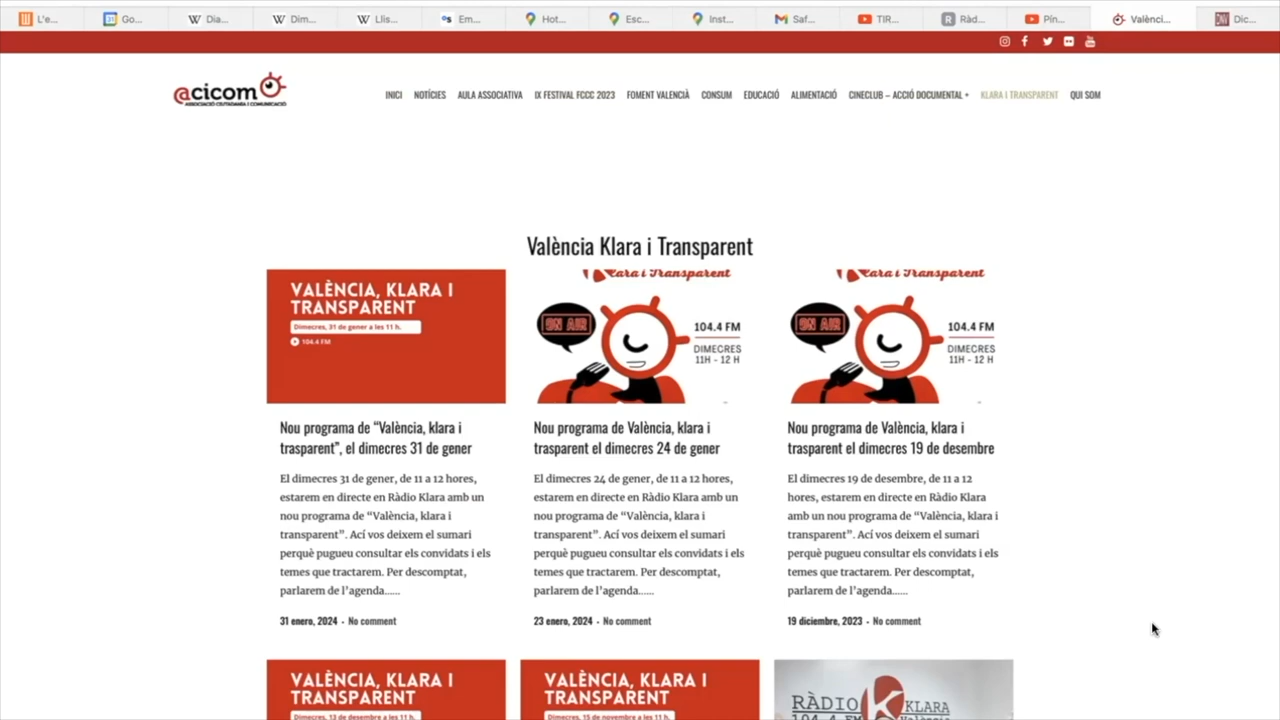 L'e...
Go...
Dia...
Dim...
Llis...
Em...
Hot...
Esc...
Inst...
Saf...
TIR...
Ràd...
Pín...
Valènci...
Dic...
@cicom
ASSOCIACIÓ CIUTADANIA I COMUNICACIÓ
INICI NOTÍCIES AULA ASSOCIATIVA IX FESTIVAL FCCC 2023 FOMENT VALENCIÀ CONSUM EDUCACIÓ ALIMENTACIÓ CINECLUB – ACCIÓ DOCUMENTAL + KLARA I TRANSPARENT QUI SOM
València Klara i Transparent
VALÈNCIA, KLARA I
TRANSPARENT
Dimecres, 31 de gener a les 11 h.
104.4 FM
Nou programa de “València, klara i
trasparent”, el dimecres 31 de gener
El dimecres 31 de gener, de 11 a 12 hores,
estarem en directe en Ràdio Klara amb un
nou programa de “València, klara i
transparent”. Ací vos deixem el sumari
perquè pugueu consultar els convidats i els
temes que tractarem. Per descomptat,
parlarem de l’agenda......
31 enero, 2024 • No comment
Klara i Transparent
ON AIR
104.4 FM
DIMECRES
11H - 12 H
Nou programa de València, klara i
trasparent el dimecres 24 de gener
El dimecres 24 de gener, de 11 a 12 hores,
estarem en directe en Ràdio Klara amb un
nou programa de “València, klara i
transparent”. Ací vos deixem el sumari
perquè pugueu consultar els convidats i els
temes que tractarem. Per descomptat,
parlarem de l’agenda......
23 enero, 2024 • No comment
Klara i Transparent
ON AIR
104.4 FM
DIMECRES
11H - 12 H
Nou programa de València, klara i
trasparent el dimecres 19 de desembre
El dimecres 19 de desembre, de 11 a 12
hores, estarem en directe en Ràdio Klara
amb un nou programa de “València, klara i
transparent”. Ací vos deixem el sumari
perquè pugueu consultar els convidats i els
temes que tractarem. Per descomptat,
parlarem de l’agenda......
19 diciembre, 2023 • No comment
VALÈNCIA, KLARA I
TRANSPARENT
Dimecres, 13 de desembre a les 11 h.
VALÈNCIA, KLARA I
TRANSPARENT
Dimecres, 15 de novembre a les 11 h.
RÀDIO KLARA
104.4 FM València